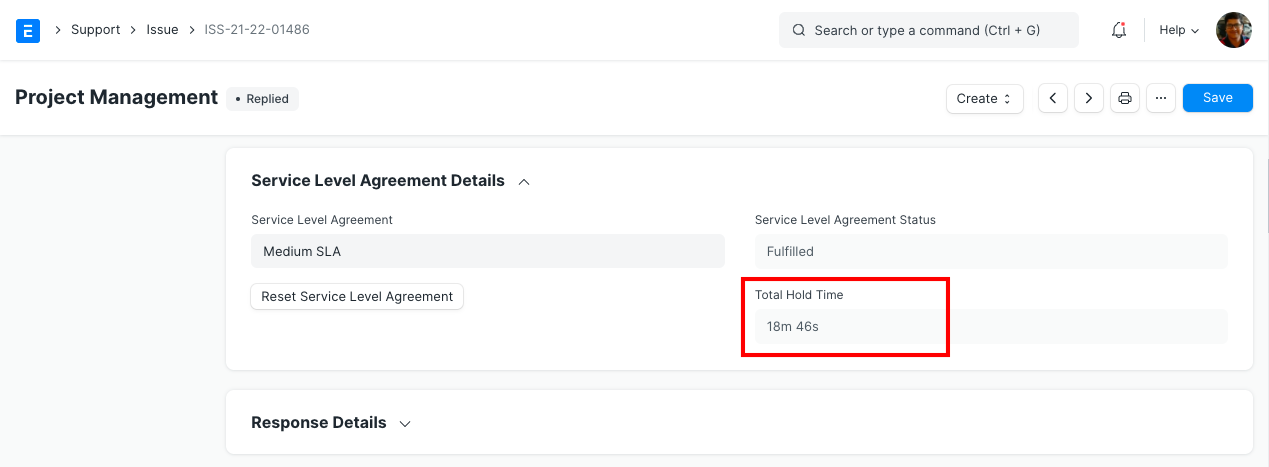 E Support Issue ISS-21-22-01486 Search or type a command (Ctrl + G) Help
Project Management Replied Create ... Save
Service Level Agreement Details
Service Level Agreement Service Level Agreement Status
Medium SLA Fulfilled
Reset Service Level Agreement Total Hold Time
18m 46s
Response Details